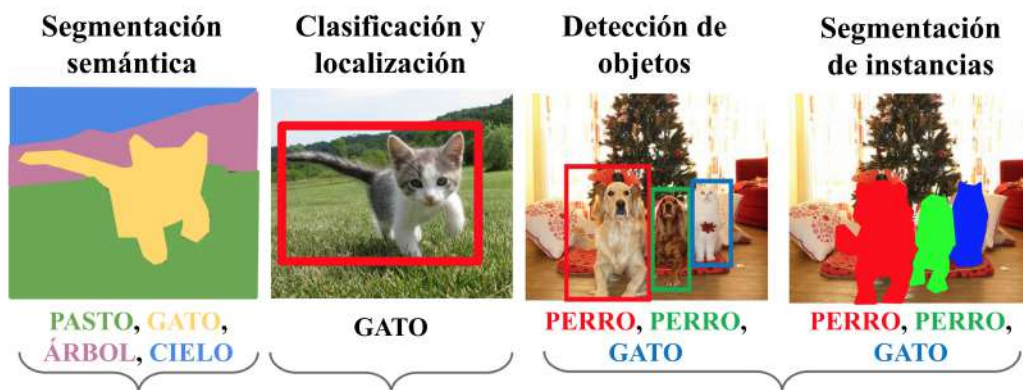 Segmentación
semántica
Clasificación y
localización
Detección de
objetos
Segmentación
de instancias
PASTO, GATO,
ÁRBOL, CIELO
GATO
PERRO, PERRO,
GATO
PERRO, PERRO,
GATO